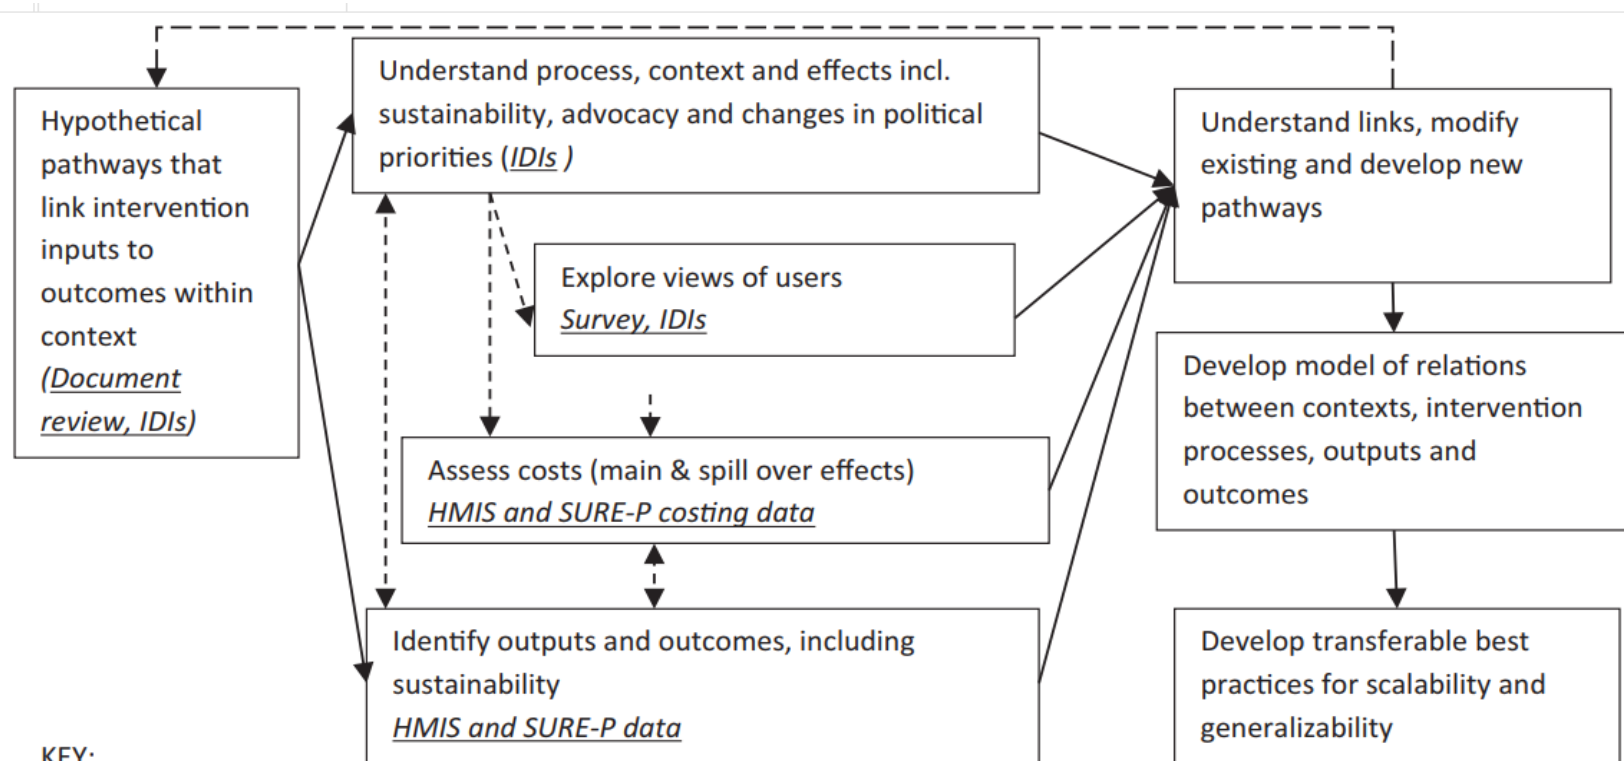 Hypothetical
pathways that
link intervention
inputs to
outcomes within
context
(Document
review, IDIs)
Understand process, context and effects incl.
sustainability, advocacy and changes in political
priorities (IDIs )
Explore views of users
Survey, IDIs
Assess costs (main & spill over effects)
HMIS and SURE-P costing data
Identify outputs and outcomes, including
sustainability
HMIS and SURE-P data
Understand links, modify
existing and develop new
pathways
Develop model of relations
between contexts, intervention
processes, outputs and
outcomes
Develop transferable best
practices for scalability and
generalizability
KEY: